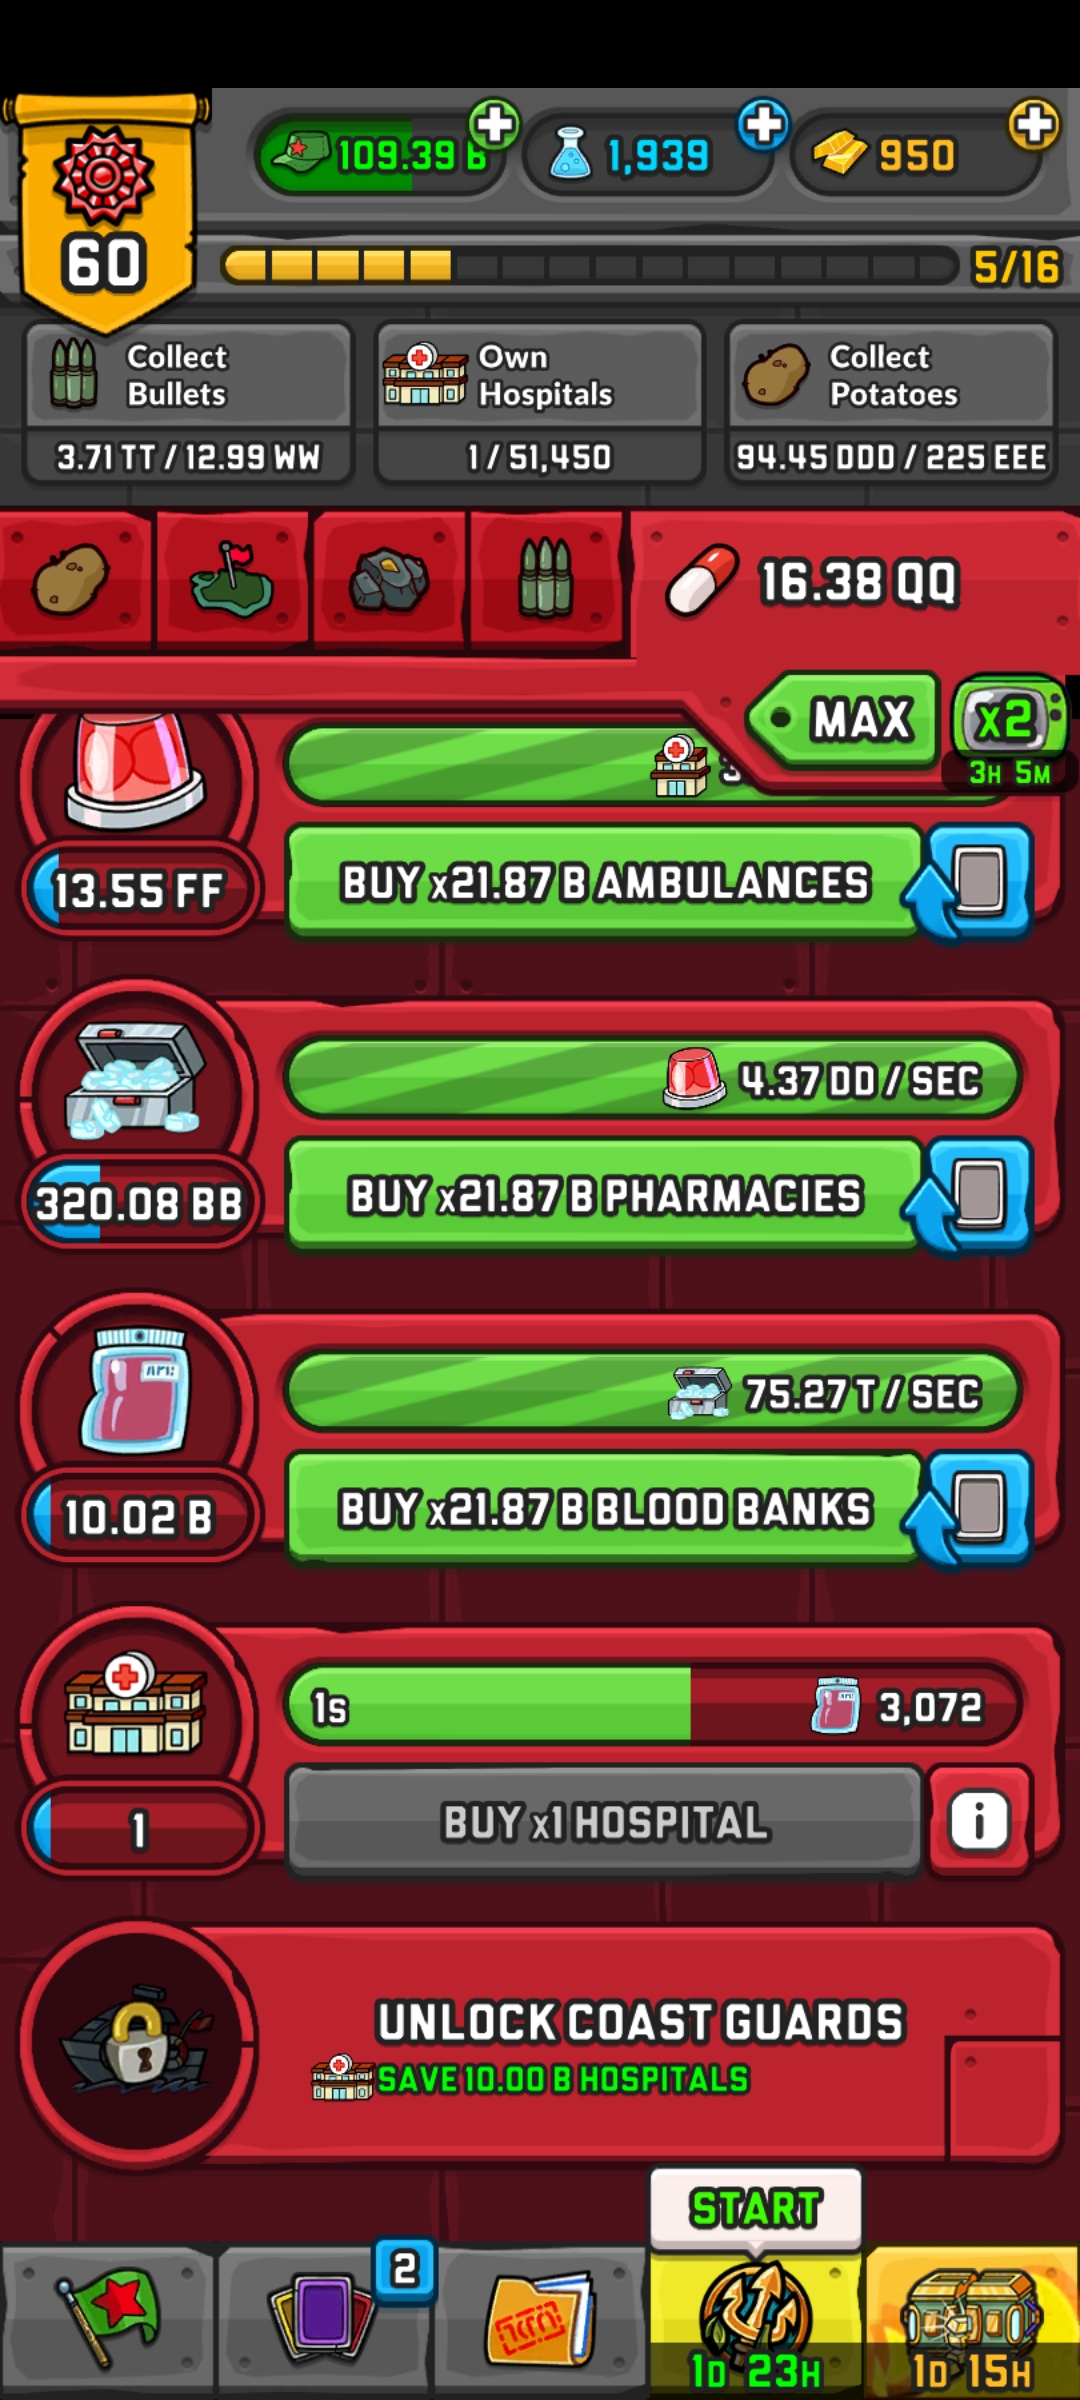 109.39 B
1,939
950
60
5/16
Collect
Bullets
3.71 TT / 12.99 WW
Own
Hospitals
1 / 51,450
Collect
Potatoes
94.45 DDD / 225 EEE
16.38 QQ
MAX
x2
3H 5M
13.55 FF
BUY x21.87 B AMBULANCES
4.37 DD / SEC
320.08 BB
BUY x21.87 B PHARMACIES
75.27 T / SEC
10.02 B
BUY x21.87 B BLOOD BANKS
1s
3,072
1
BUY x1 HOSPITAL
i
UNLOCK COAST GUARDS
SAVE 10.00 B HOSPITALS
START
2
1D 23H
1D 15H